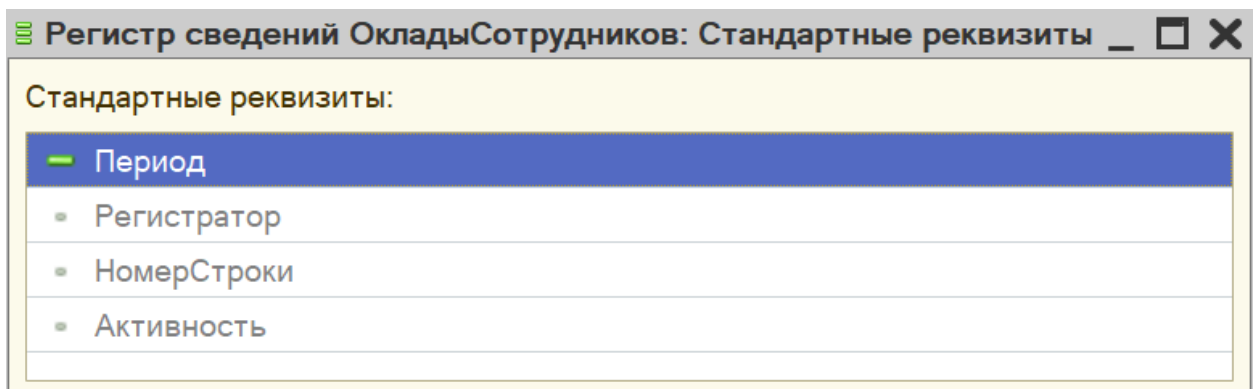 Регистр сведений ОкладыСотрудников: Стандартные реквизиты
Стандартные реквизиты:
Период
Регистратор
НомерСтроки
Активность